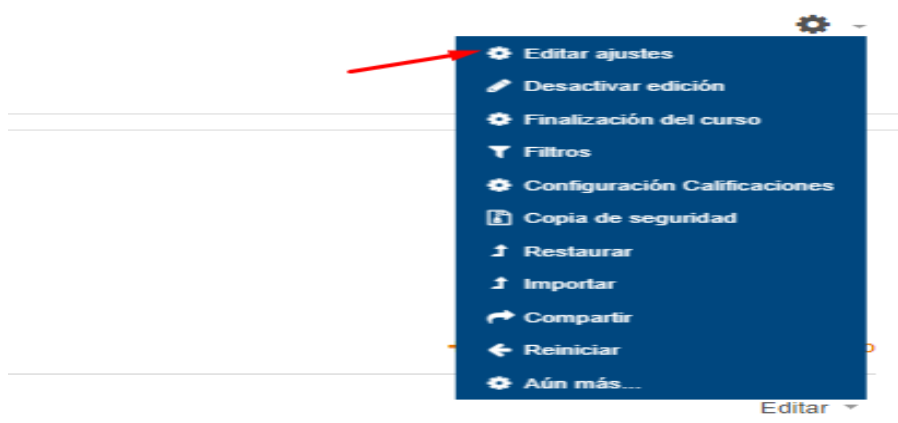 Editar ajustes
Desactivar edición
Finalización del curso
Filtros
Configuración Calificaciones
Copia de seguridad
Restaurar
Importar
Compartir
Reiniciar
Aún más...
Editar